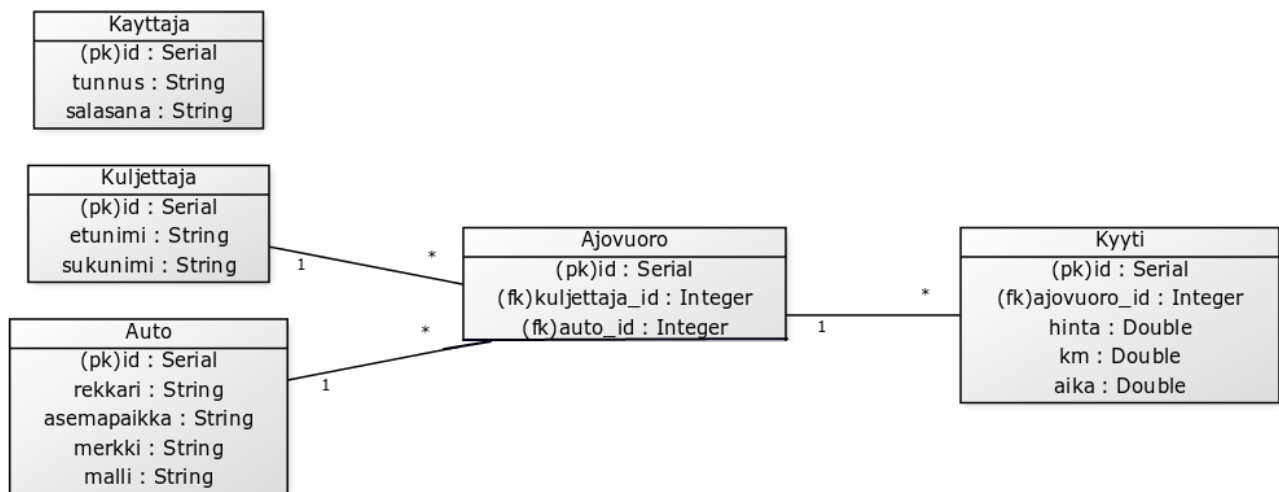 Kayttaja
(pk)id : Serial
tunnus : String
salasana : String
Kuljettaja
(pk)id : Serial
etunimi : String
sukunimi : String
1
*
Auto
(pk)id : Serial
rekkari : String
asemapaikka : String
merkki : String
malli : String
1
*
Ajovuoro
(pk)id : Serial
(fk)kuljettaja_id : Integer
(fk)auto_id : Integer
1
*
Kyyti
(pk)id : Serial
(fk)ajovuoro_id : Integer
hinta : Double
km : Double
aika : Double